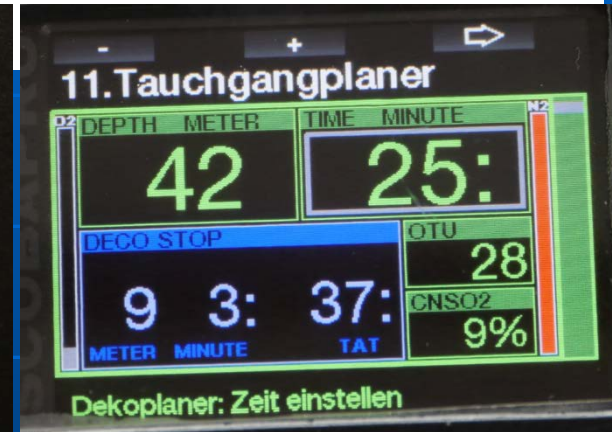 - +
11.Tauchgangplaner
O2 DEPTH METER TIME MINUTE N2
42 25:
DECO STOP OTU
28
9 3: 37: CNSO2
METER MINUTE TAT 9%
Dekoplaner: Zeit einstellen
SCUBAPRO